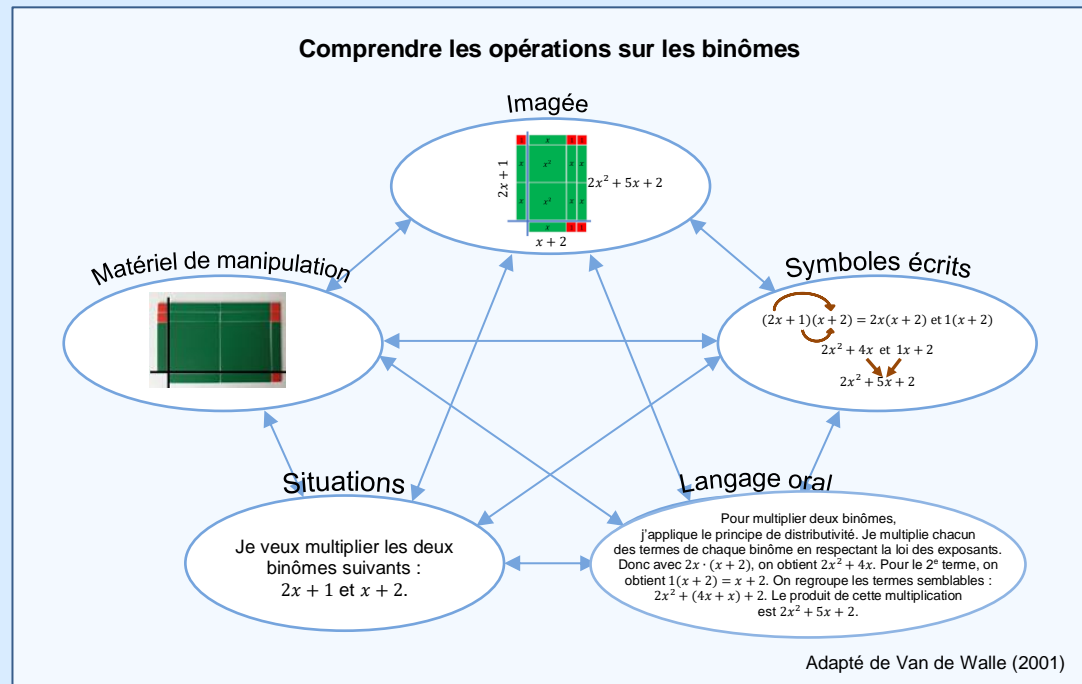 Comprendre les opérations sur les binômes
Imagée
1 x 1 1
x x² x x
x x² x x
x 1 1
2x + 1
2x² + 5x + 2
x + 2
Matériel de manipulation
Symboles écrits
(2x + 1)(x + 2) = 2x(x + 2) et 1(x + 2)
2x² + 4x et 1x + 2
2x² + 5x + 2
Situations
Je veux multiplier les deux
binômes suivants :
2x + 1 et x + 2.
Langage oral
Pour multiplier deux binômes,
j'applique le principe de distributivité. Je multiplie chacun
des termes de chaque binôme en respectant la loi des exposants.
Donc avec 2x · (x + 2), on obtient 2x² + 4x. Pour le 2ᵉ terme, on
obtient 1(x + 2) = x + 2. On regroupe les termes semblables :
2x² + (4x + x) + 2. Le produit de cette multiplication
est 2x² + 5x + 2.
Adapté de Van de Walle (2001)